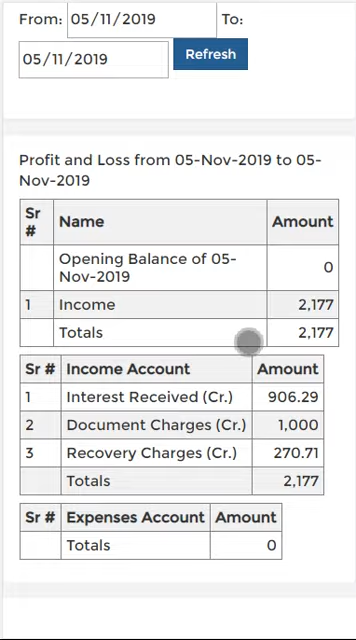 From: 05/11/2019 To:
05/11/2019 Refresh
Profit and Loss from 05-Nov-2019 to 05-
Nov-2019
Sr # Name Amount
Opening Balance of 05-Nov-2019 0
1 Income 2,177
Totals 2,177
Sr # Income Account Amount
1 Interest Received (Cr.) 906.29
2 Document Charges (Cr.) 1,000
3 Recovery Charges (Cr.) 270.71
Totals 2,177
Sr # Expenses Account Amount
Totals 0